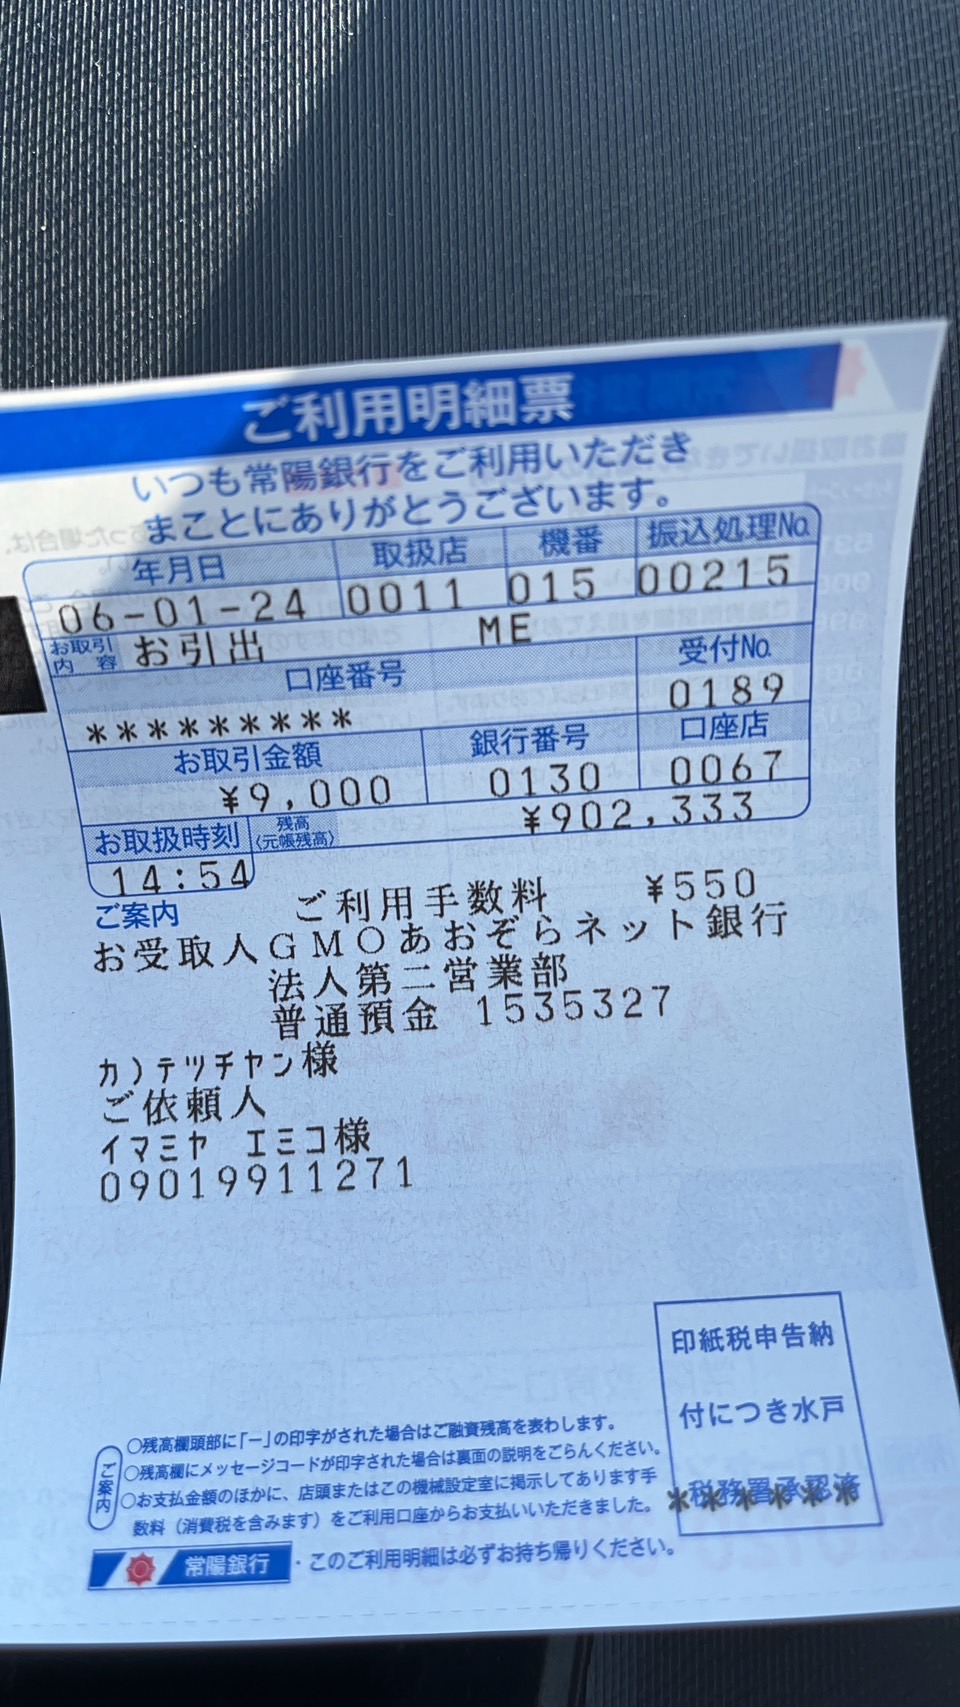 ご利用明細票
いつも常陽銀行をご利用いただき
まことにありがとうございます。
年月日 取扱店 機番 振込処理No.
06-01-24 0011 015 00215
お取引内容 お引出 ME
口座番号 受付No.
********* 0189
お取引金額 銀行番号 口座店
¥9,000 0130 0067
お取扱時刻 残高〈元帳残高〉 ¥902,333
14:54
ご案内 ご利用手数料 ¥550
お受取人GMOあおぞらネット銀行
法人第二営業部
普通預金 1535327
カ)テツチヤン様
ご依頼人
イマミヤ エミコ様
09019911271
印紙税申告納
付につき水戸
税務署承認済
******
ご案内
○残高欄頭部に「ー」の印字がされた場合はご融資残高を表わします。
○残高欄にメッセージコードが印字された場合は裏面の説明をごらんください。
○お支払金額のほかに、店頭またはこの機械設定室に掲示してあります手
数料（消費税を含みます）をご利用口座からお支払いいただきました。
常陽銀行 ・このご利用明細は必ずお持ち帰りください。